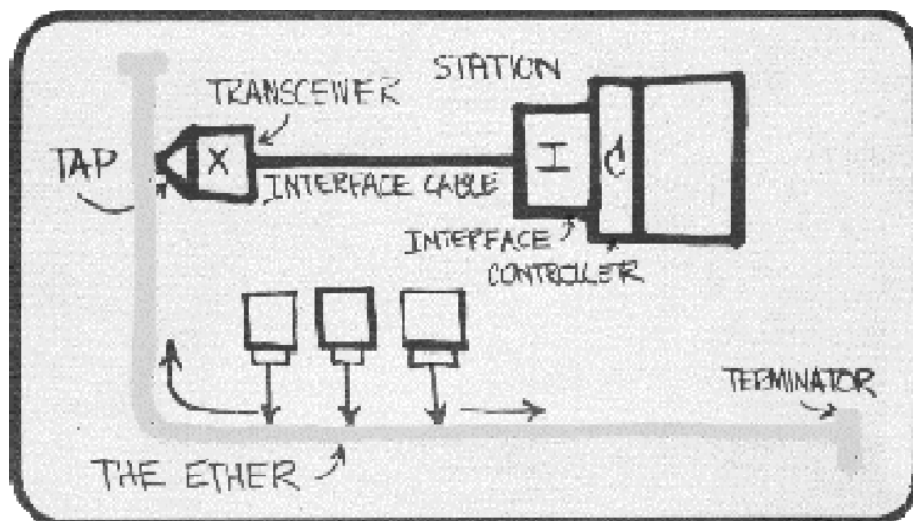 STATION
TRANSCEIVER
TAP
X
I
C
INTERFACE CABLE
INTERFACE
CONTROLLER
TERMINATOR
THE ETHER